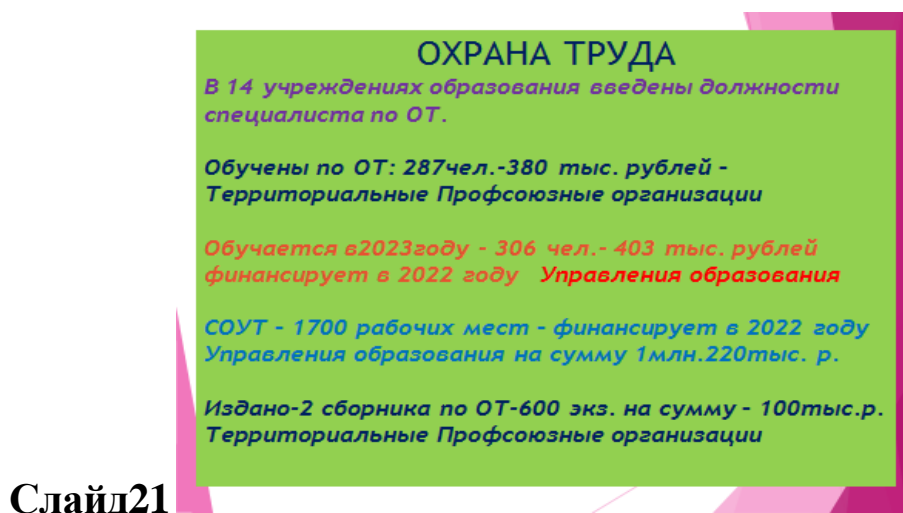 ОХРАНА ТРУДА
В 14 учреждениях образования введены должности
специалиста по ОТ.
Обучены по ОТ: 287чел.-380 тыс. рублей –
Территориальные Профсоюзные организации
Обучается в2023году - 306 чел.- 403 тыс. рублей
финансирует в 2022 году Управления образования
СОУТ - 1700 рабочих мест - финансирует в 2022 году
Управления образования на сумму 1млн.220тыс. р.
Издано-2 сборника по ОТ-600 экз. на сумму - 100тыс.р.
Территориальные Профсоюзные организации
Слайд21